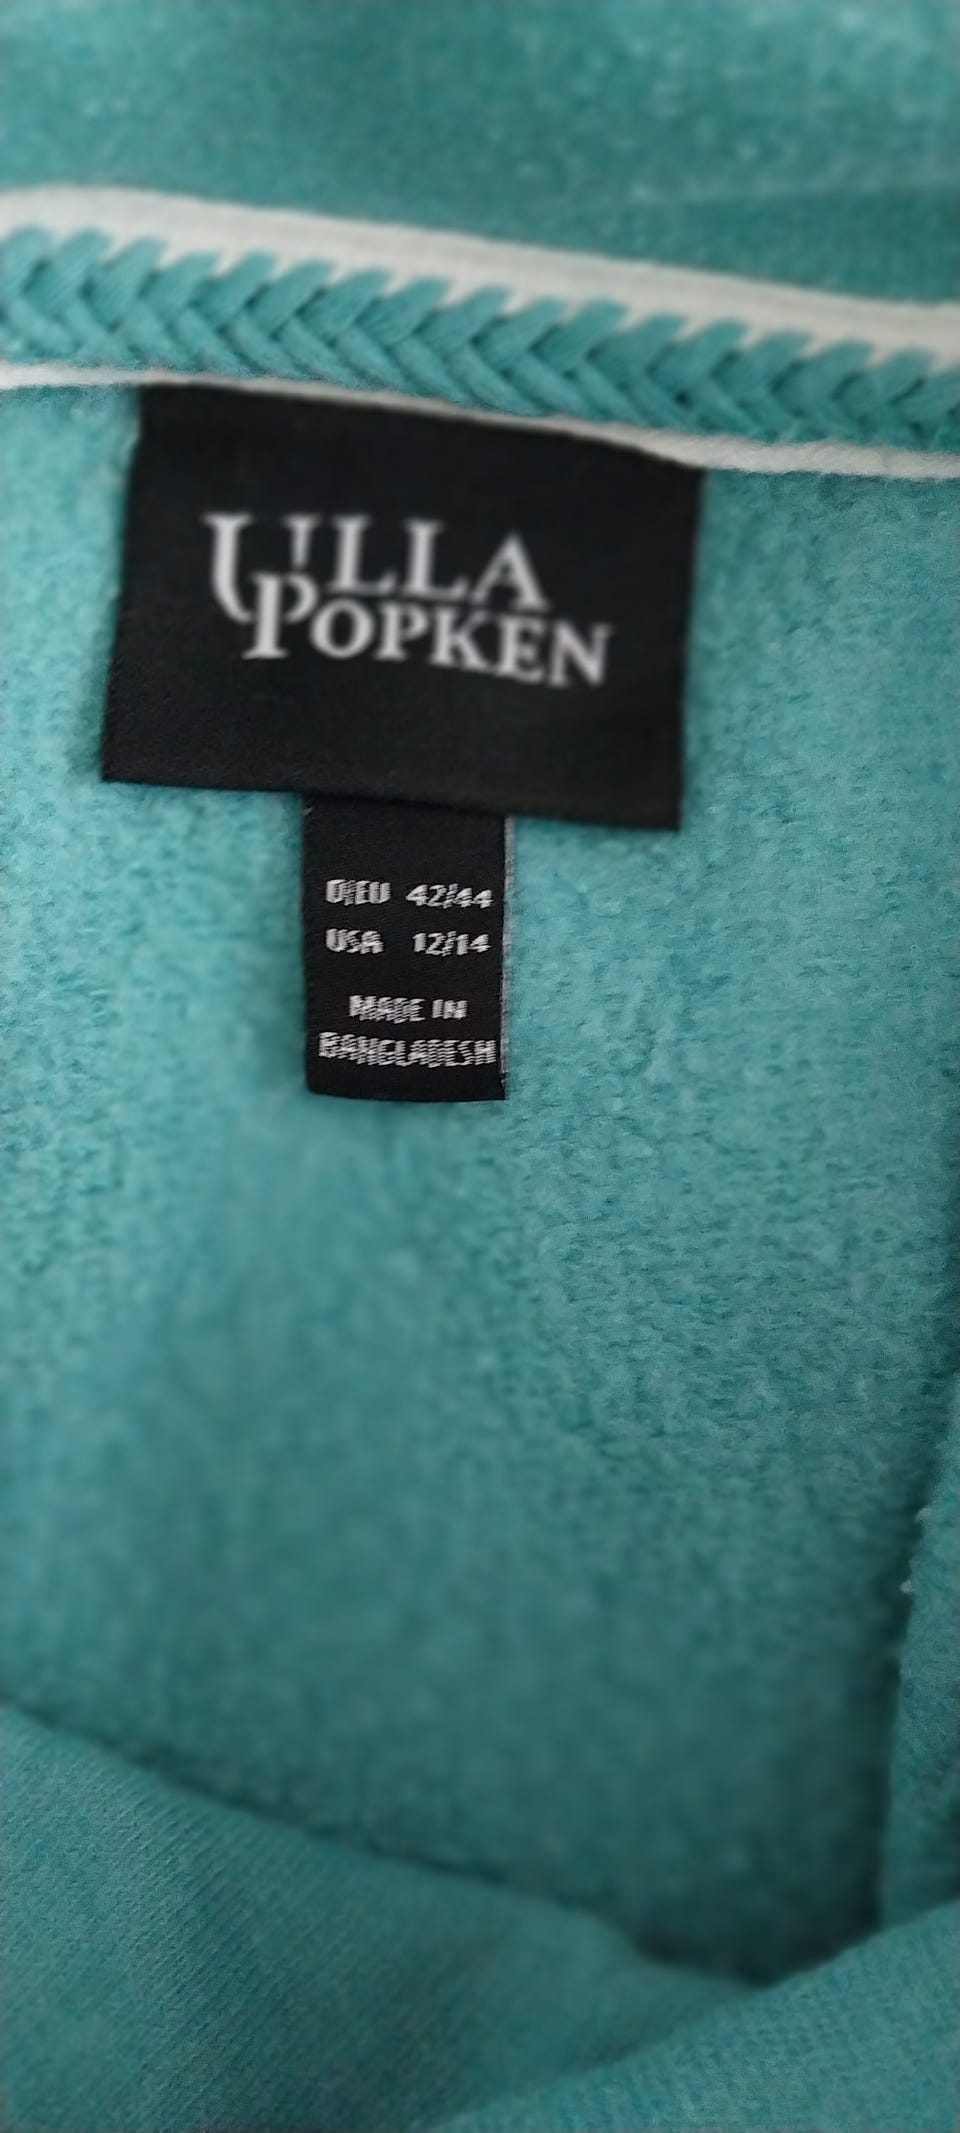 ULLA
POPKEN
D/EU 42/44
USA 12/14
MADE IN
BANGLADESH